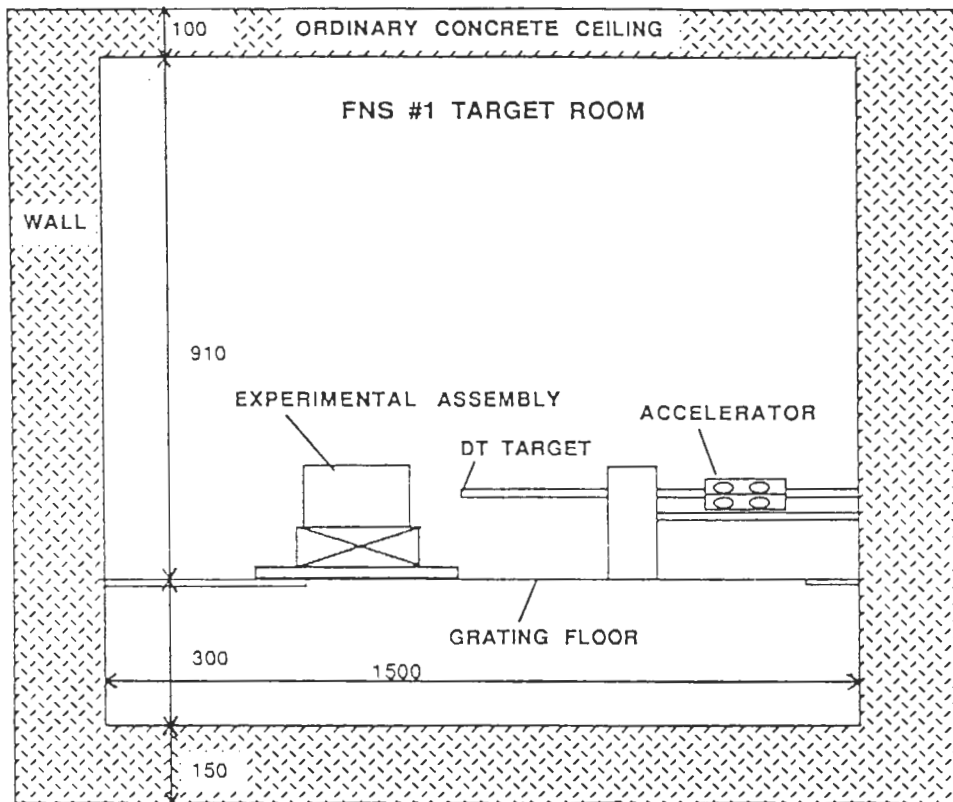 100
ORDINARY CONCRETE CEILING
FNS #1 TARGET ROOM
WALL
910
EXPERIMENTAL ASSEMBLY
ACCELERATOR
DT TARGET
GRATING FLOOR
300
1500
150